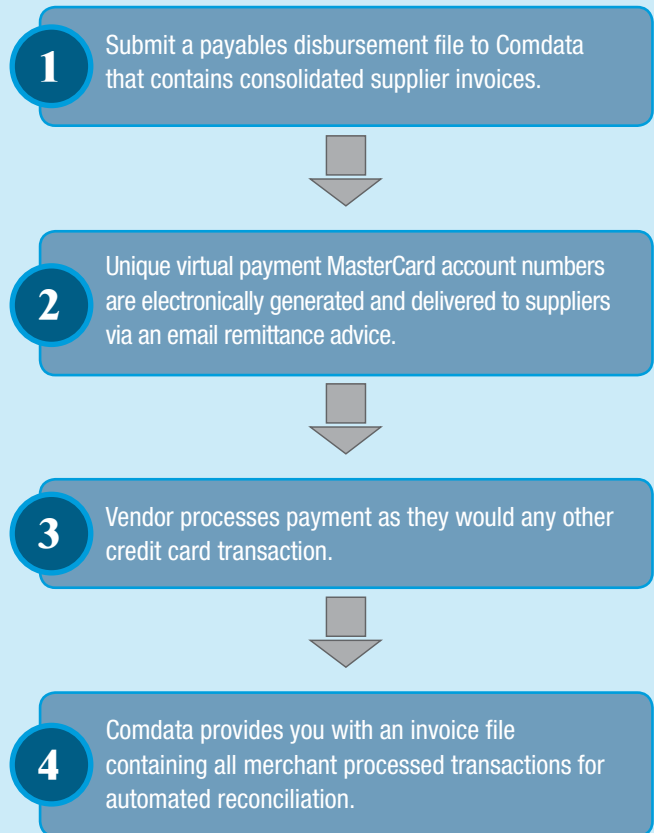 1
Submit a payables disbursement file to Comdata
that contains consolidated supplier invoices.
2
Unique virtual payment MasterCard account numbers
are electronically generated and delivered to suppliers
via an email remittance advice.
3
Vendor processes payment as they would any other
credit card transaction.
4
Comdata provides you with an invoice file
containing all merchant processed transactions for
automated reconciliation.